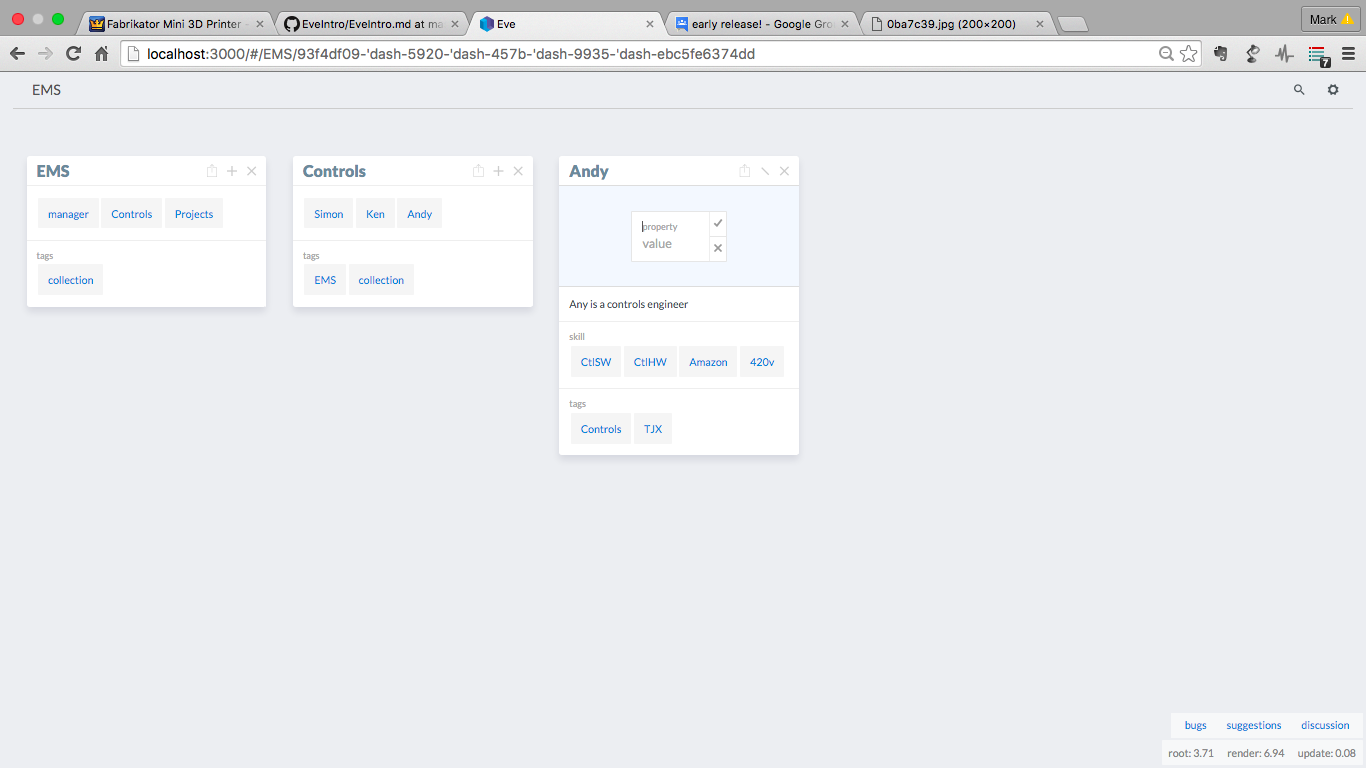 Fabrikator Mini 3D Printer -
EveIntro/EveIntro.md at ma
Eve
early release! - Google Gro
0ba7c39.jpg (200×200)
Mark
localhost:3000/#/EMS/93f4df09-'dash-5920-'dash-457b-'dash-9935-'dash-ebc5fe6374dd
7
EMS
EMS
manager Controls Projects
tags
collection
Controls
Simon Ken Andy
tags
EMS collection
Andy
property
value
Any is a controls engineer
skill
CtlSW CtlHW Amazon 420v
tags
Controls TJX
bugs suggestions discussion
root: 3.71 render: 6.94 update: 0.08